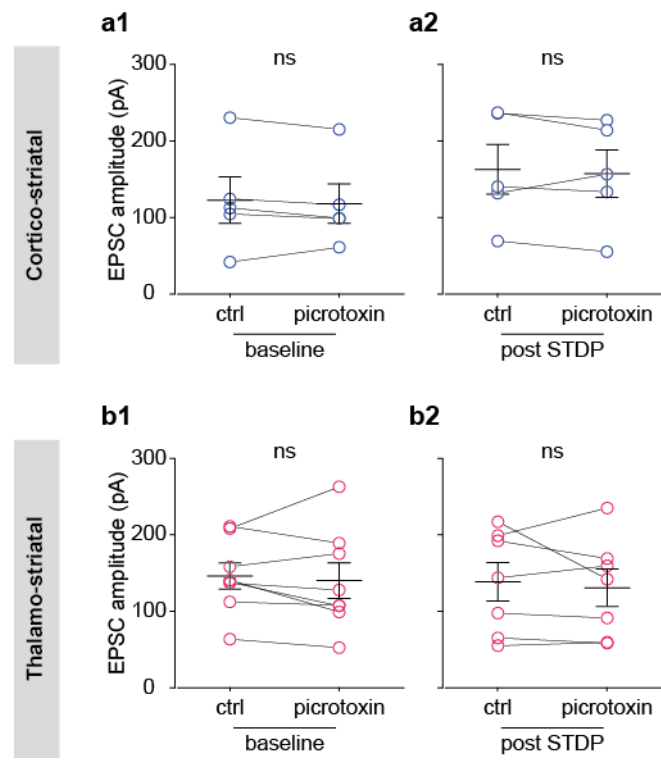 a1
a2
Cortico-striatal
EPSC amplitude (pA)
300
200
100
0
ns
ns
ctrl
picrotoxin
ctrl
picrotoxin
baseline
post STDP
b1
b2
Thalamo-striatal
EPSC amplitude (pA)
300
200
100
0
ns
ns
ctrl
picrotoxin
ctrl
picrotoxin
baseline
post STDP